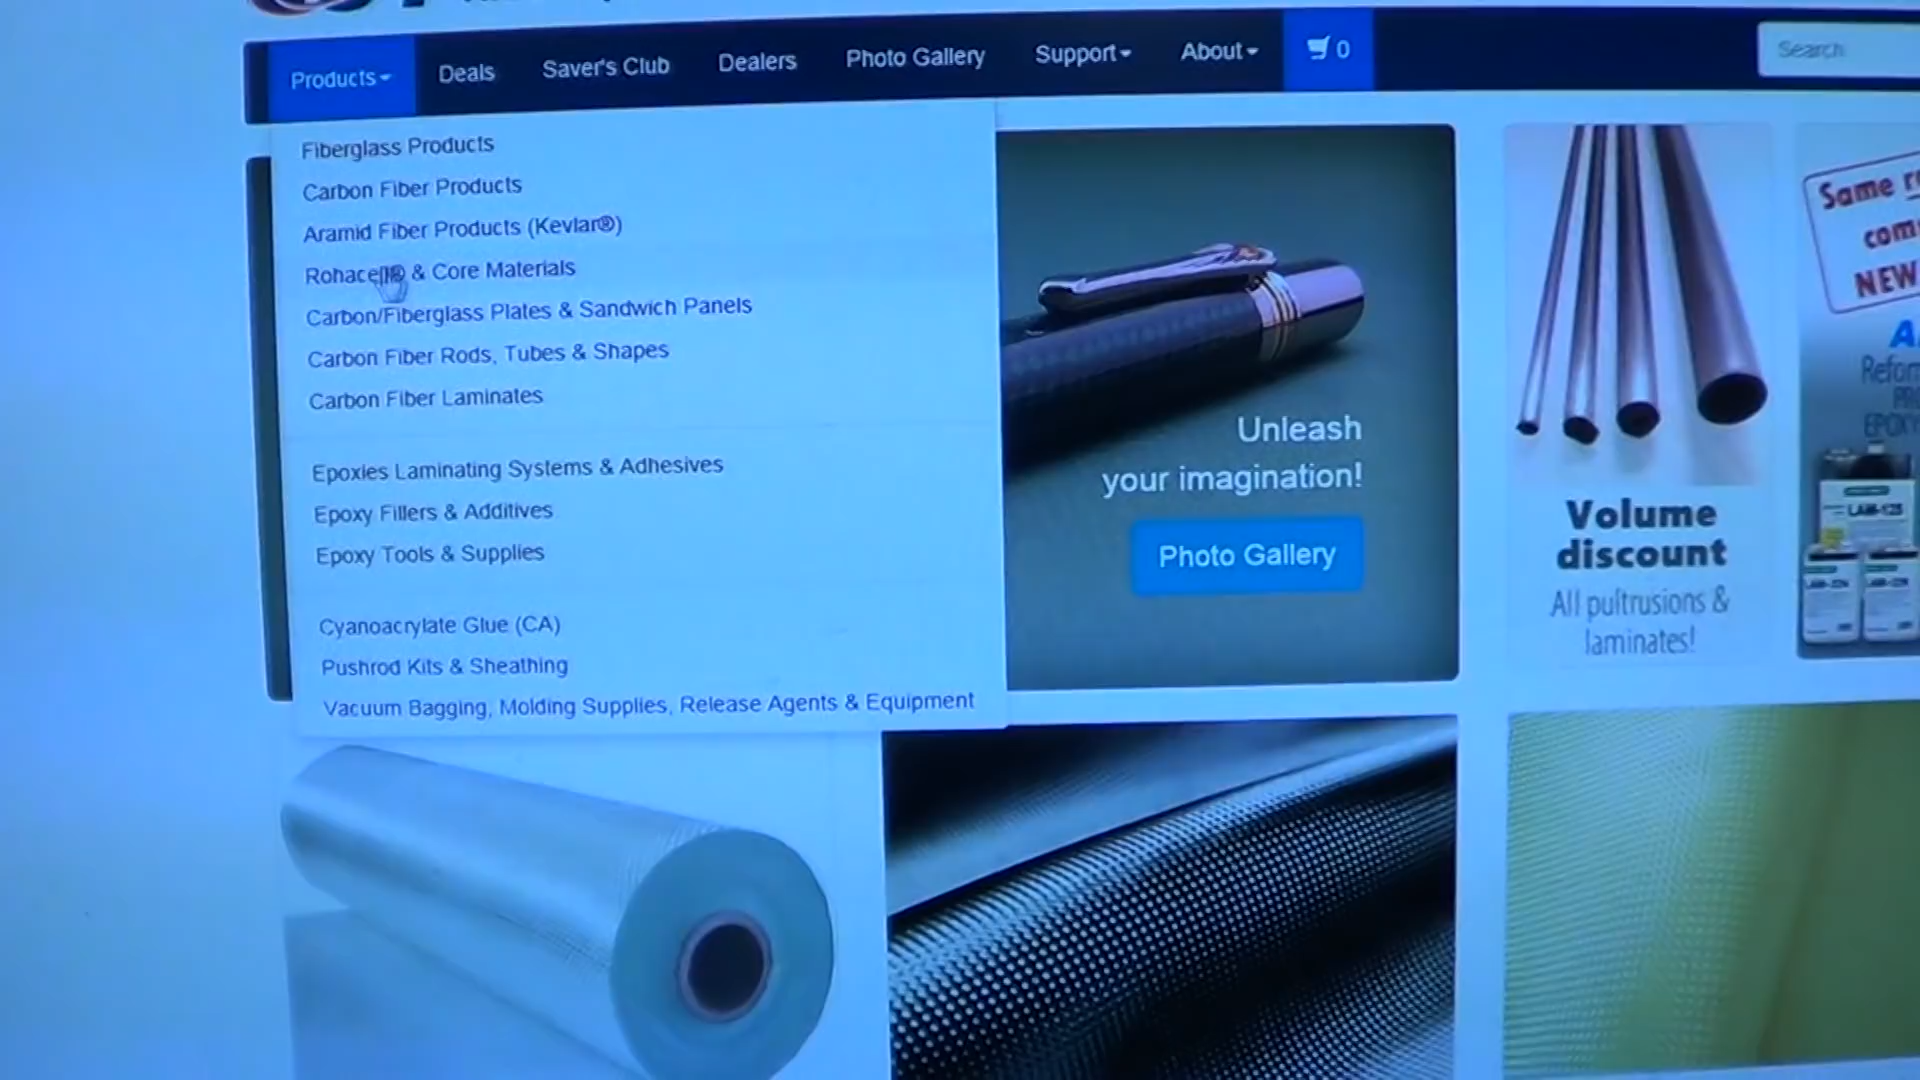 Products
Deals
Saver's Club
Dealers
Photo Gallery
Support
About
0
Search
Fiberglass Products
Carbon Fiber Products
Aramid Fiber Products (Kevlar®)
Rohacell® & Core Materials
Carbon/Fiberglass Plates & Sandwich Panels
Carbon Fiber Rods, Tubes & Shapes
Carbon Fiber Laminates
Epoxies Laminating Systems & Adhesives
Epoxy Fillers & Additives
Epoxy Tools & Supplies
Cyanoacrylate Glue (CA)
Pushrod Kits & Sheathing
Vacuum Bagging, Molding Supplies, Release Agents & Equipment
Unleash
your imagination!
Photo Gallery
Volume
discount
All pultrusions &
laminates!
Same
NEW
EPOXY
LAM-125